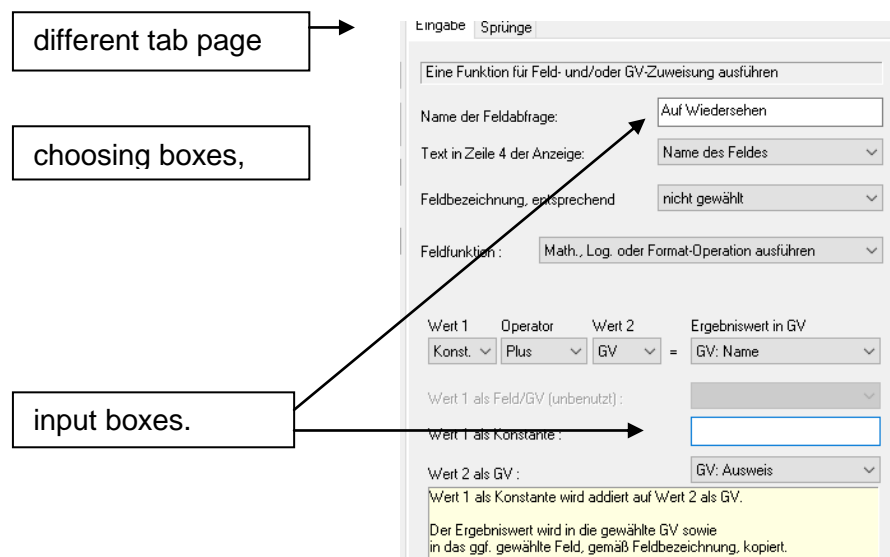 different tab page
choosing boxes,
input boxes.
Eingabe Sprünge
Eine Funktion für Feld- und/oder GV-Zuweisung ausführen
Name der Feldabfrage: Auf Wiedersehen
Text in Zeile 4 der Anzeige: Name des Feldes
Feldbezeichnung, entsprechend nicht gewählt
Feldfunktion : Math., Log. oder Format-Operation ausführen
Wert 1 Operator Wert 2 Ergebniswert in GV
Konst. Plus GV = GV: Name
Wert 1 als Feld/GV (unbenutzt) :
Wert 1 als Konstante :
Wert 2 als GV : GV: Ausweis
Wert 1 als Konstante wird addiert auf Wert 2 als GV.
Der Ergebniswert wird in die gewählte GV sowie
in das ggf. gewählte Feld, gemäß Feldbezeichnung, kopiert.